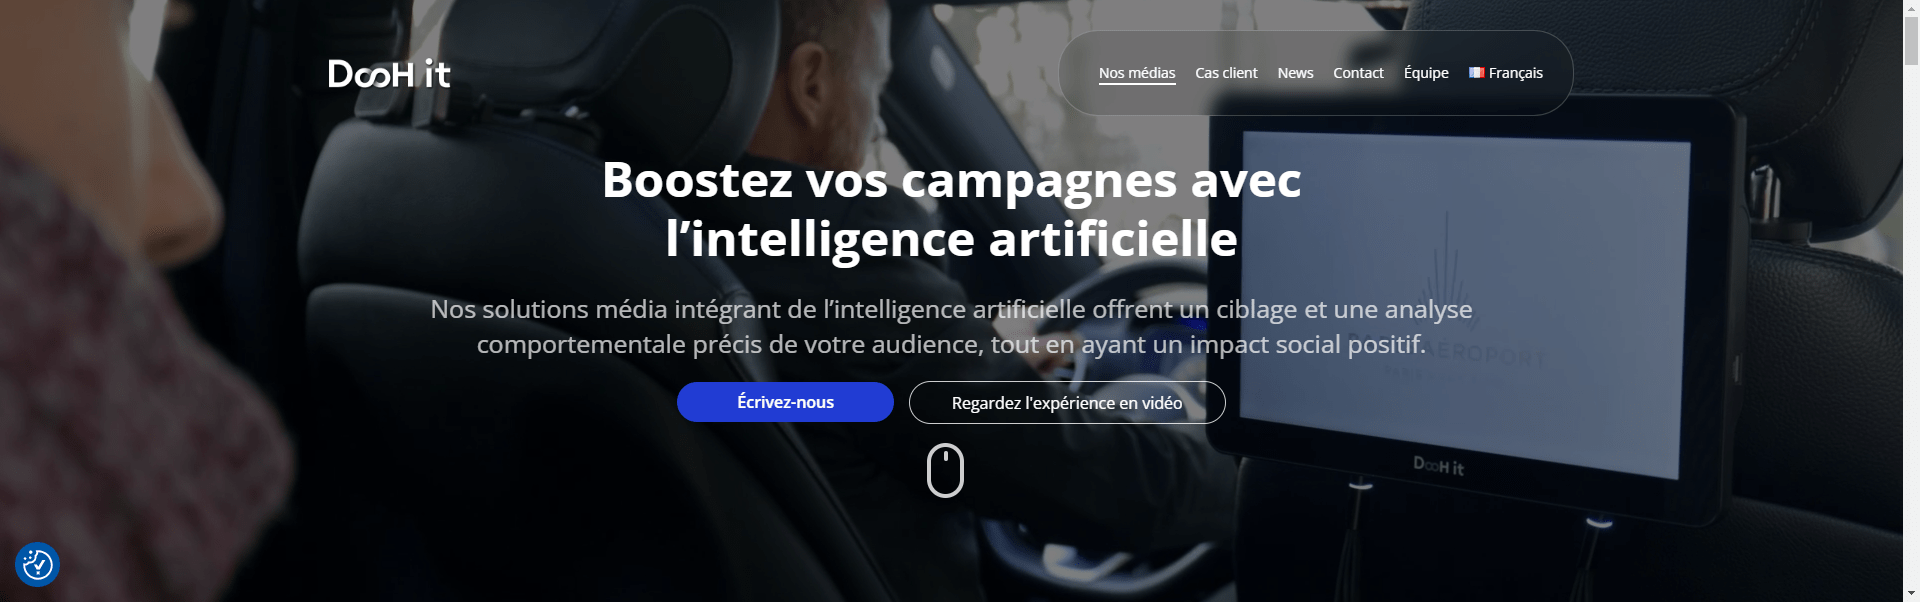 DooH it
Nos médias Cas client News Contact Équipe Français
Boostez vos campagnes avec
l’intelligence artificielle
Nos solutions média intégrant de l’intelligence artificielle offrent un ciblage et une analyse
comportementale précis de votre audience, tout en ayant un impact social positif.
AÉROPORT
Écrivez-nous Regardez l'expérience en vidéo
DooH it